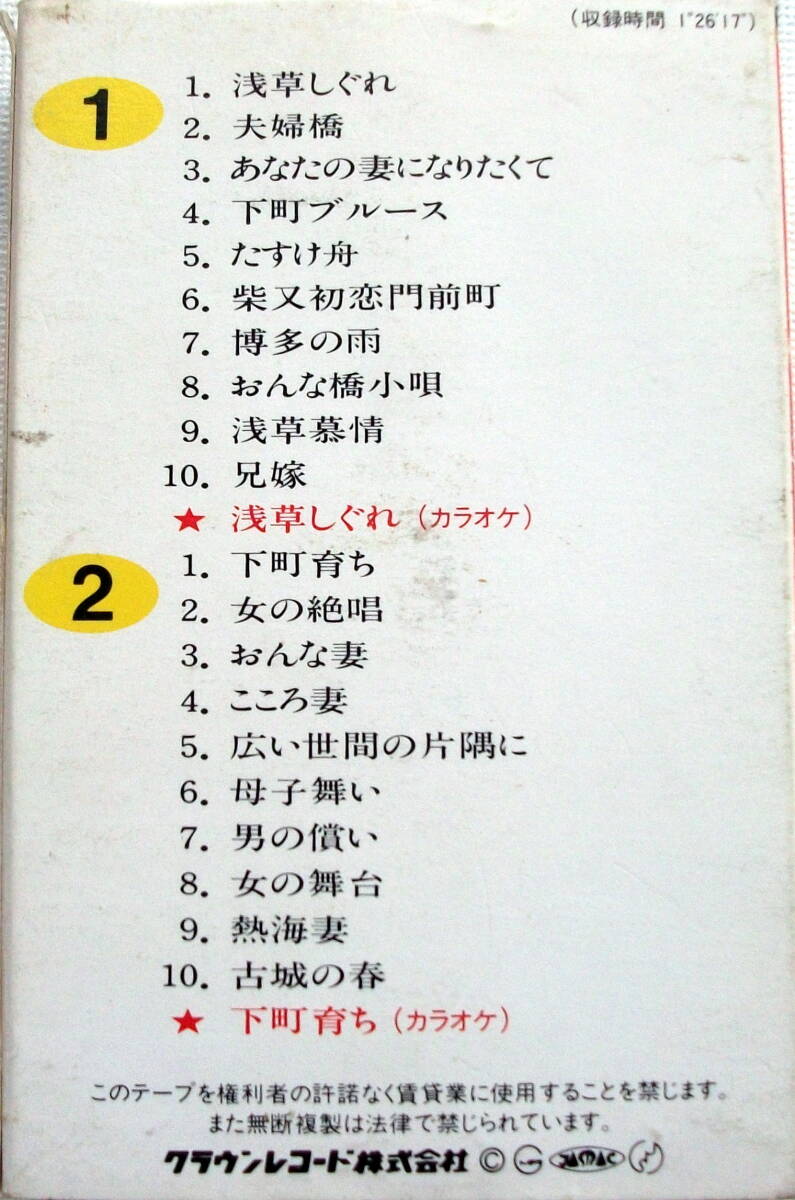 （収録時間 1°26′17″）
1
1. 浅草しぐれ
2. 夫婦橋
3. あなたの妻になりたくて
4. 下町ブルース
5. たすけ舟
6. 柴又初恋門前町
7. 博多の雨
8. おんな橋小唄
9. 浅草慕情
10. 兄嫁
★ 浅草しぐれ（カラオケ）
2
1. 下町育ち
2. 女の絶唱
3. おんな妻
4. こころ妻
5. 広い世間の片隅に
6. 母子舞い
7. 男の償い
8. 女の舞台
9. 熱海妻
10. 古城の春
★ 下町育ち（カラオケ）
このテープを権利者の許諾なく賃貸業に使用することを禁じます。
また無断複製は法律で禁じられています。
クラウンレコード株式会社 ©